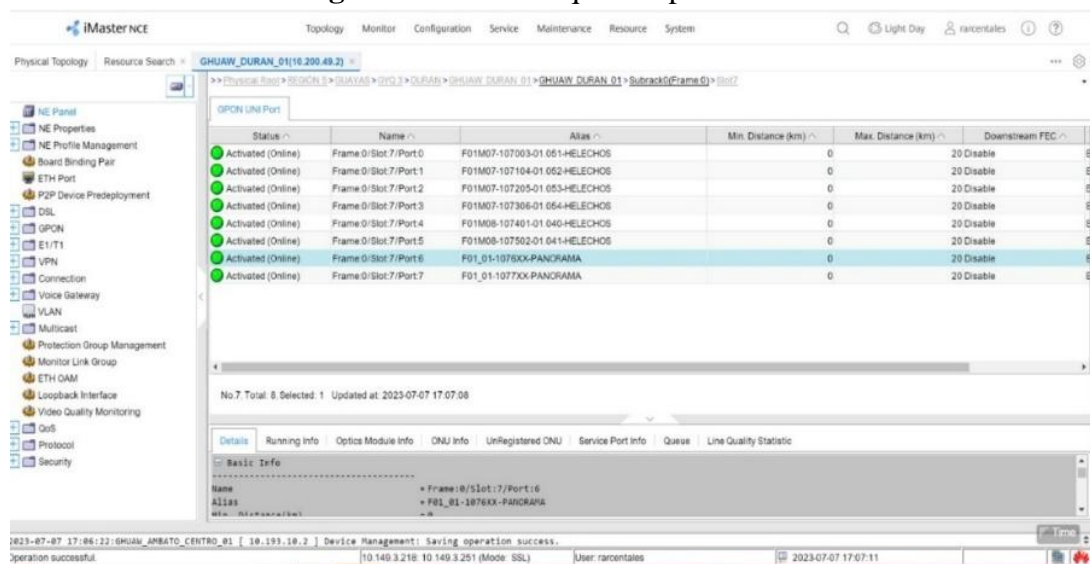 iMaster NCE Topology Monitor Configuration Service Maintenance Resource System Light Day rarcentales
Physical Topology Resource Search × GHUAW_DURAN_01(10.200.49.2) ×
>>Physical Root>REGION 5>GUAYAS>GYQ 3>DURAN>GHUAW DURAN 01>GHUAW DURAN 01>Subrack0(Frame:0)>Slot7
NE Panel
NE Properties
NE Profile Management
Board Binding Pair
ETH Port
P2P Device Predeployment
DSL
GPON
E1/T1
VPN
Connection
Voice Gateway
VLAN
Multicast
Protection Group Management
Monitor Link Group
ETH OAM
Loopback Interface
Video Quality Monitoring
QoS
Protocol
Security
GPON UNI Port
Status Name Alias Min. Distance (km) Max. Distance (km) Downstream FEC
Activated (Online) Frame:0/Slot:7/Port:0 F01M07-107003-01.051-HELECHOS 0 20 Disable
Activated (Online) Frame:0/Slot:7/Port:1 F01M07-107104-01.052-HELECHOS 0 20 Disable
Activated (Online) Frame:0/Slot:7/Port:2 F01M07-107205-01.053-HELECHOS 0 20 Disable
Activated (Online) Frame:0/Slot:7/Port:3 F01M07-107306-01.054-HELECHOS 0 20 Disable
Activated (Online) Frame:0/Slot:7/Port:4 F01M08-107401-01.040-HELECHOS 0 20 Disable
Activated (Online) Frame:0/Slot:7/Port:5 F01M08-107502-01.041-HELECHOS 0 20 Disable
Activated (Online) Frame:0/Slot:7/Port:6 F01_01-1076XX-PANORAMA 0 20 Disable
Activated (Online) Frame:0/Slot:7/Port:7 F01_01-1077XX-PANORAMA 0 20 Disable
No.7, Total: 8, Selected: 1 Updated at: 2023-07-07 17:07:08
Details Running Info Optics Module Info ONU Info UnRegistered ONU Service Port Info Queue Line Quality Statistic
Basic Info
Name = Frame:0/Slot:7/Port:6
Alias = F01_01-1076XX-PANORAMA
Min. Distance(km) = 0
2023-07-07 17:06:22:GHUAW_AMBATO_CENTRO_01 [ 10.193.10.2 ] Device Management: Saving operation success.
Time
Operation successful. 10.149.3.218: 10.149.3.251 (Mode: SSL) User: rarcentales 2023-07-07 17:07:11